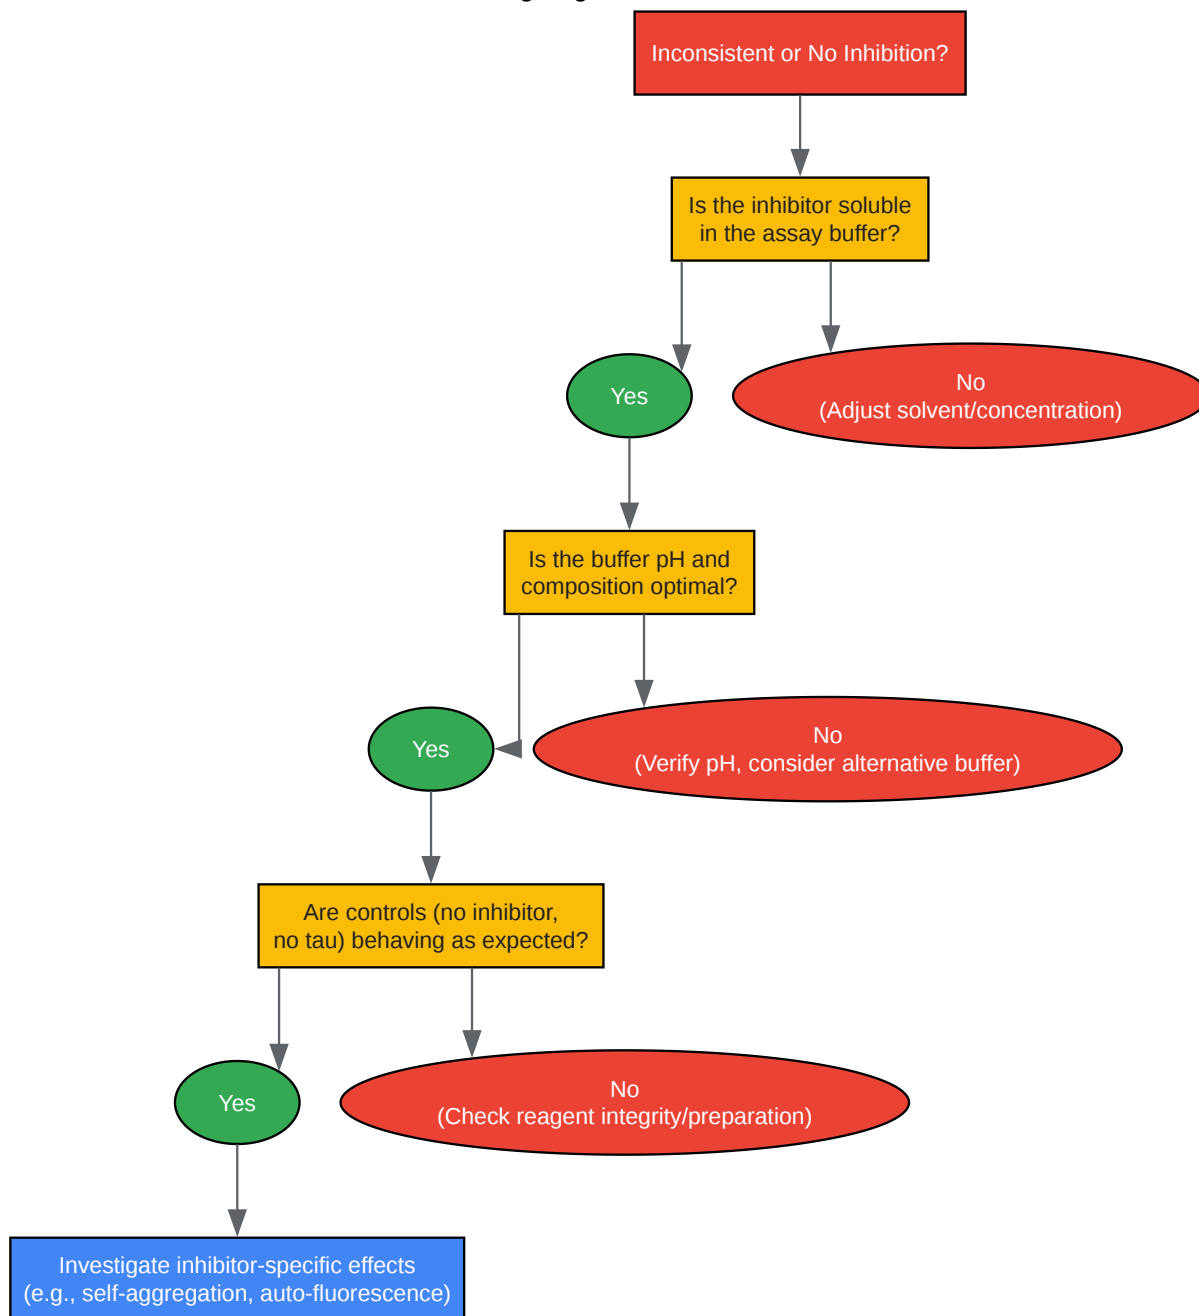 Inconsistent or No Inhibition?
Is the inhibitor soluble
in the assay buffer?
Yes
No
(Adjust solvent/concentration)
Is the buffer pH and
composition optimal?
Yes
No
(Verify pH, consider alternative buffer)
Are controls (no inhibitor,
no tau) behaving as expected?
Yes
No
(Check reagent integrity/preparation)
Investigate inhibitor-specific effects
(e.g., self-aggregation, auto-fluorescence)